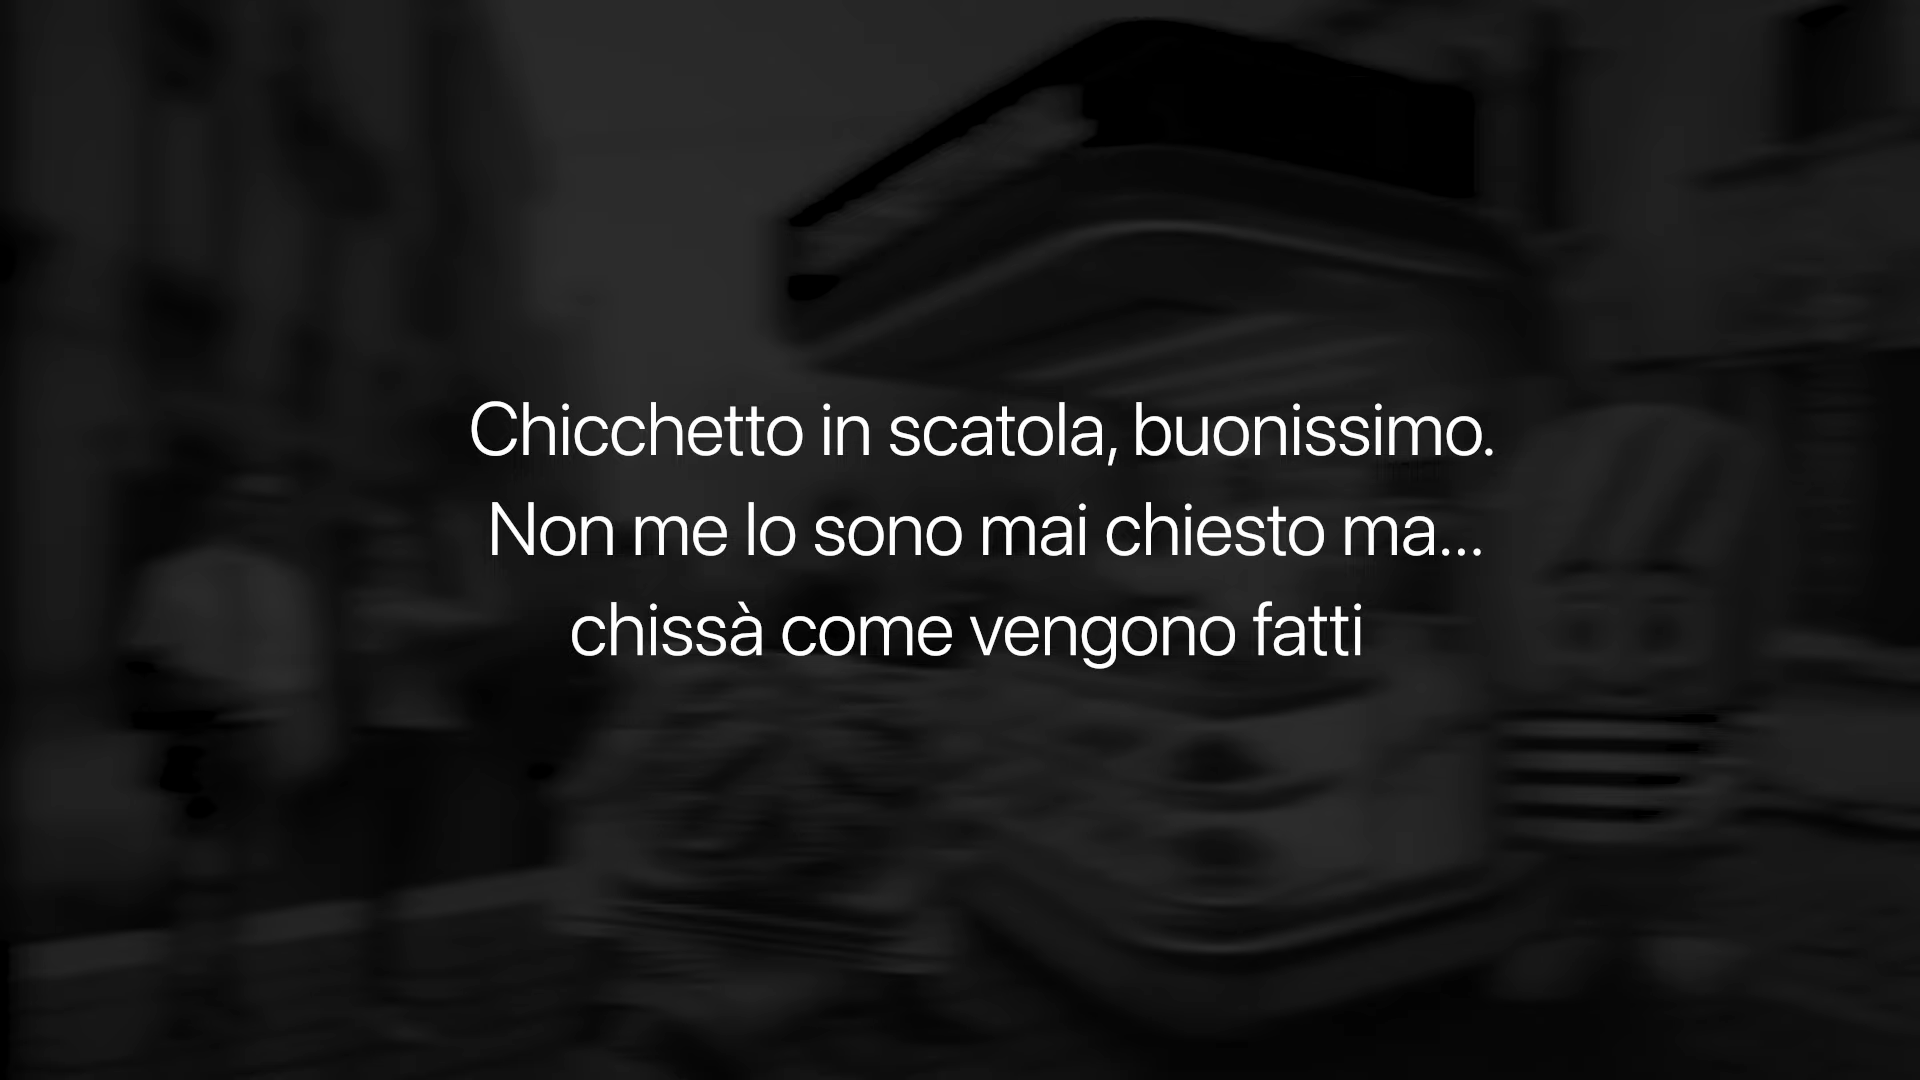 Chicchetto in scatola, buonissimo.
Non me lo sono mai chiesto ma...
chissà come vengono fatti